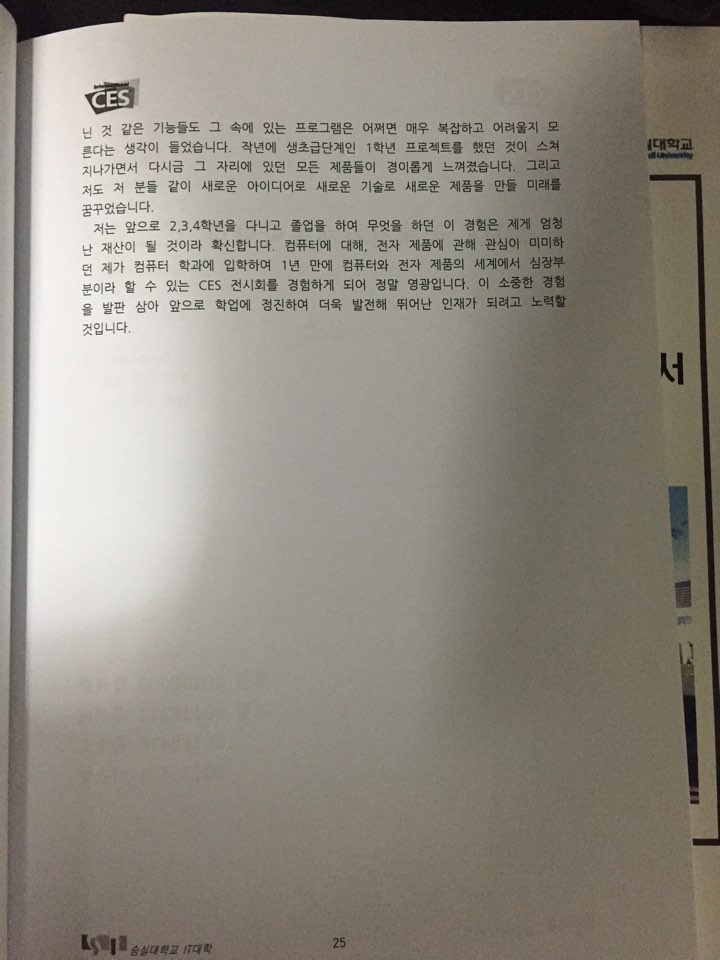 International
CES
닌 것 같은 기능들도 그 속에 있는 프로그램은 어쩌면 매우 복잡하고 어려울지 모
른다는 생각이 들었습니다. 작년에 생초급단계인 1학년 프로젝트를 했던 것이 스쳐
지나가면서 다시금 그 자리에 있던 모든 제품들이 경이롭게 느껴졌습니다. 그리고
저도 저 분들 같이 새로운 아이디어로 새로운 기술로 새로운 제품을 만들 미래를
꿈꾸었습니다.
저는 앞으로 2,3,4학년을 다니고 졸업을 하여 무엇을 하던 이 경험은 제게 엄청
난 재산이 될 것이라 확신합니다. 컴퓨터에 대해, 전자 제품에 관해 관심이 미미하
던 제가 컴퓨터 학과에 입학하여 1년 만에 컴퓨터와 전자 제품의 세계에서 심장부
분이라 할 수 있는 CES 전시회를 경험하게 되어 정말 영광입니다. 이 소중한 경험
을 발판 삼아 앞으로 학업에 정진하여 더욱 발전해 뛰어난 인재가 되려고 노력할
것입니다.
실대학교
University
서
숭실대학교 IT대학
25